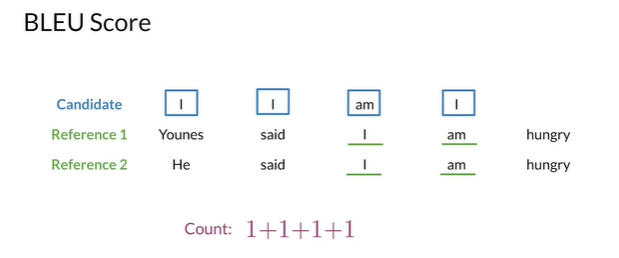 BLEU Score
Candidate I I am I
Reference 1 Younes said I am hungry
Reference 2 He said I am hungry
Count: 1+1+1+1